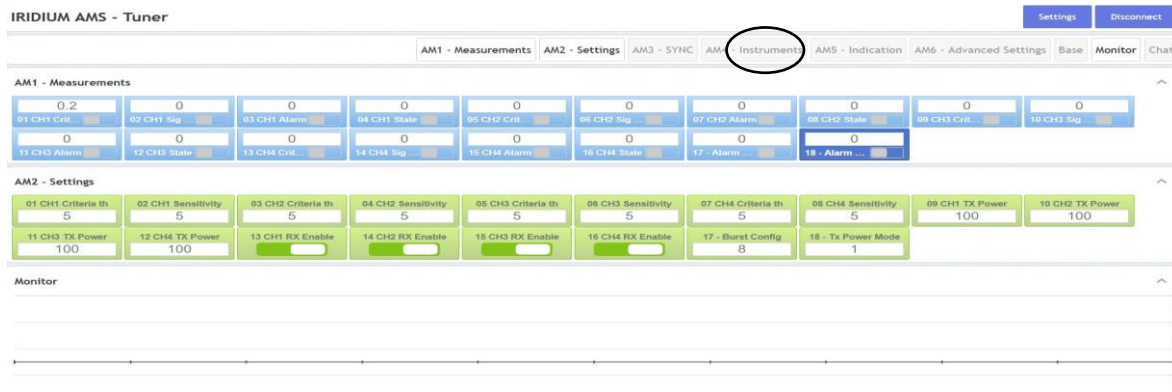 IRIDIUM AMS - Tuner
Settings Disconnect
AM1 - Measurements AM2 - Settings AM3 - SYNC AM4 - Instruments AM5 - Indication AM6 - Advanced Settings Base Monitor Chat
AM1 - Measurements
0.2 0 0 0 0 0 0 0 0 0
01 CH1 Crit... 02 CH1 Sig ... 03 CH1 Alarm 04 CH1 State 05 CH2 Crit... 06 CH2 Sig ... 07 CH2 Alarm 08 CH2 State 09 CH3 Crit... 10 CH3 Sig ...
0 0 0 0 0 0 0 0
11 CH3 Alarm 12 CH3 State 13 CH4 Crit... 14 CH4 Sig ... 15 CH4 Alarm 16 CH4 State 17 - Alarm ... 18 - Alarm ...
AM2 - Settings
01 CH1 Criteria th 02 CH1 Sensitivity 03 CH2 Criteria th 04 CH2 Sensitivity 05 CH3 Criteria th 06 CH3 Sensitivity 07 CH4 Criteria th 08 CH4 Sensitivity 09 CH1 TX Power 10 CH2 TX Power
5 5 5 5 5 5 5 5 100 100
11 CH3 TX Power 12 CH4 TX Power 13 CH1 RX Enable 14 CH2 RX Enable 15 CH3 RX Enable 16 CH4 RX Enable 17 - Burst Config 18 - Tx Power Mode
100 100 8 1
Monitor